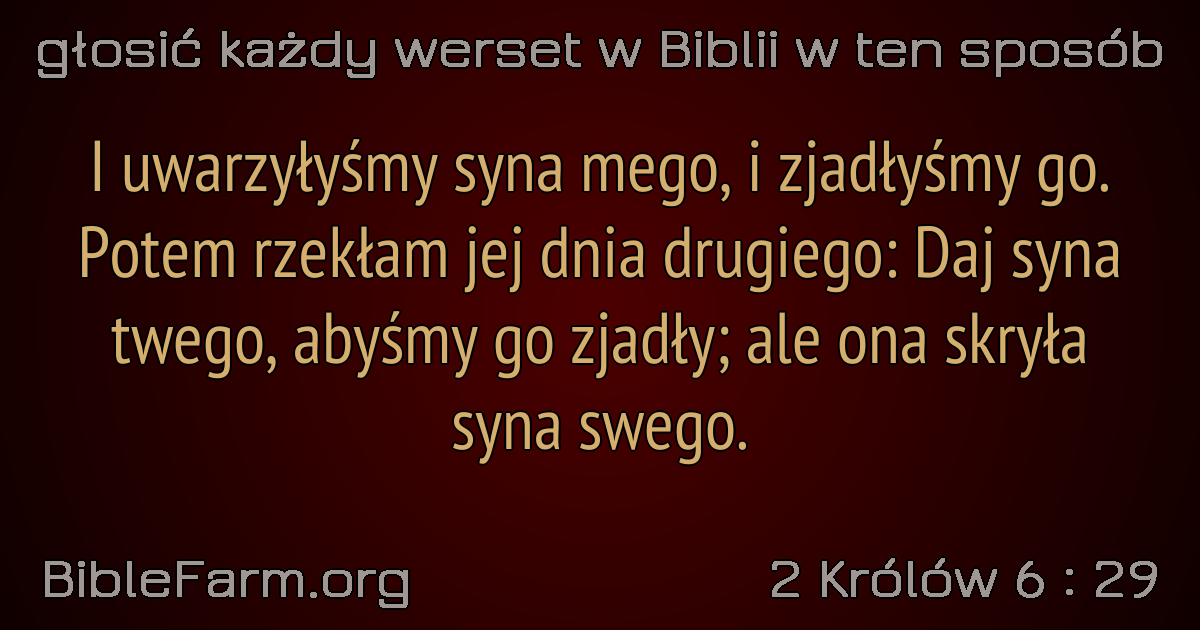 głosić każdy werset w Biblii w ten sposób
I uwarzyłyśmy syna mego, i zjadłyśmy go.
Potem rzekłam jej dnia drugiego: Daj syna
twego, abyśmy go zjadły; ale ona skryła
syna swego.
BibleFarm.org
2 Królów 6 : 29